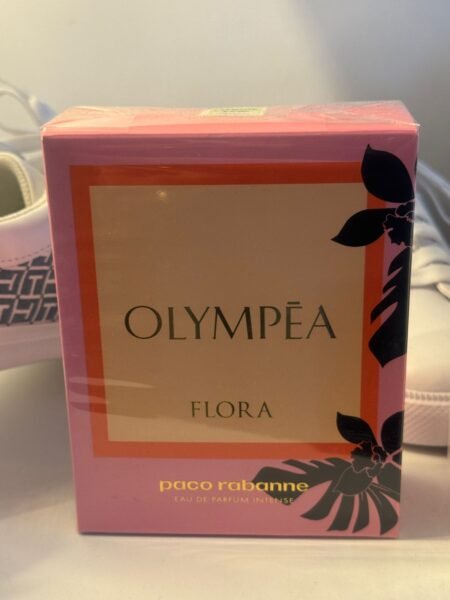 OLYMPĒA
FLORA
paco rabanne
EAU DE PARFUM INTENSE